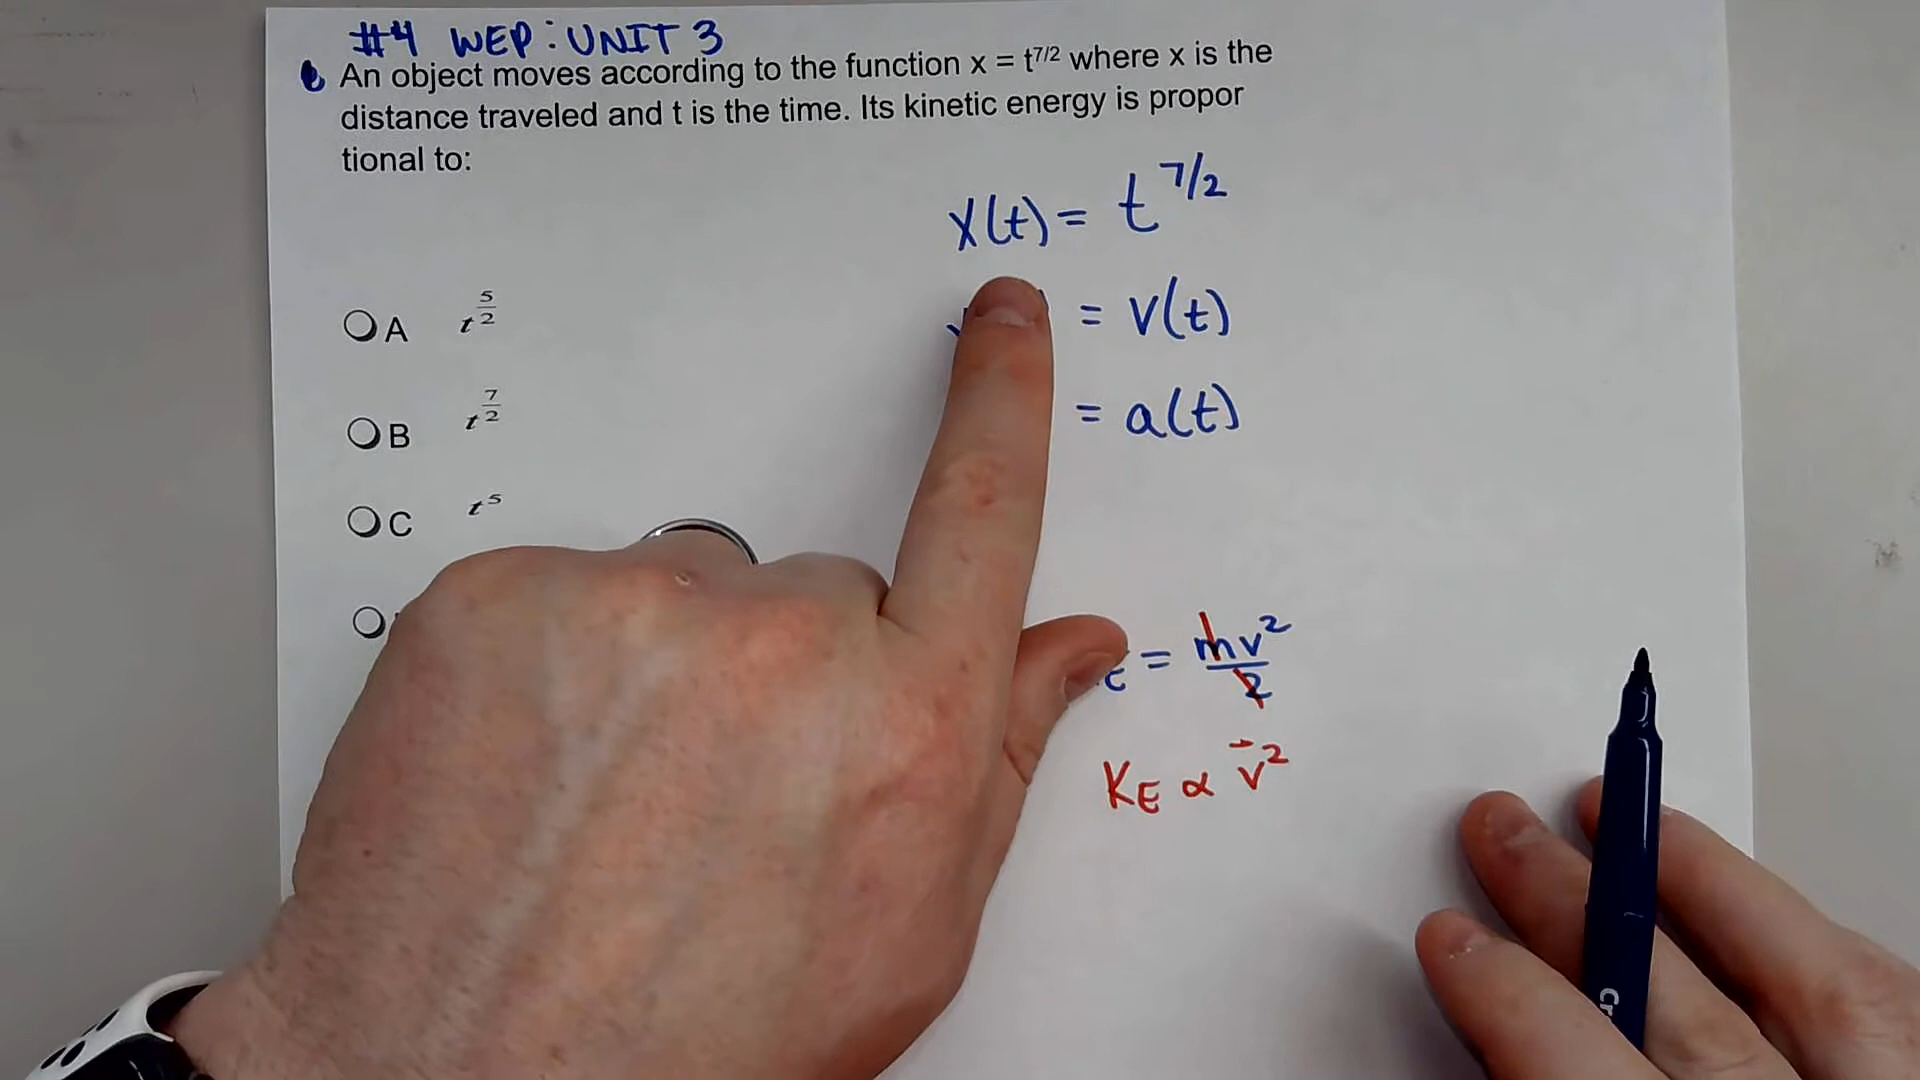 #4 WEP: UNIT 3
An object moves according to the function x = t^7/2 where x is the
distance traveled and t is the time. Its kinetic energy is propor
tional to:
x(t) = t^7/2
A t^5/2
= v(t)
B t^7/2
= a(t)
C t^5
= mv²/2
KE ∝ v⃗²